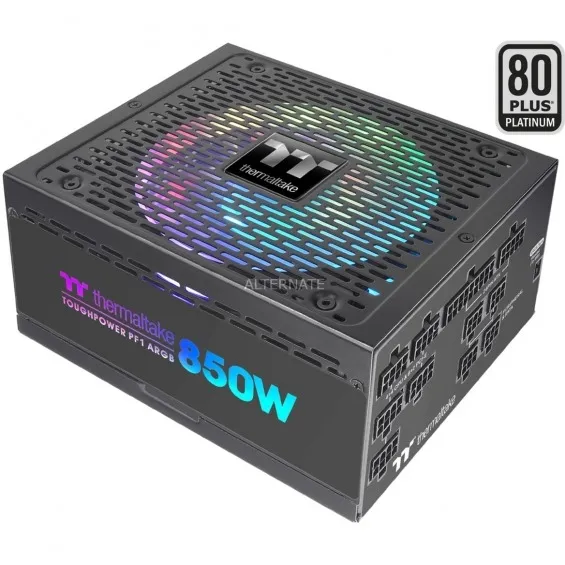 80
PLUS®
PLATINUM
thermaltake
ALTERNATE
thermaltake
TOUGHPOWER PF1 ARGB
850W
thermaltake